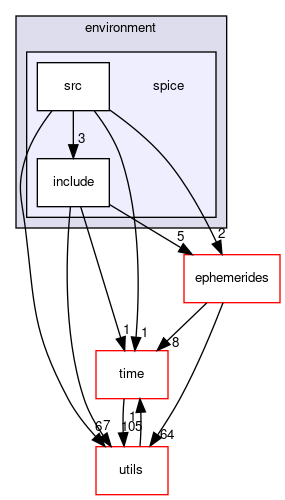 environment
src
spice
3
include
5
2
ephemerides
1
1
8
time
1
105
67
64
utils